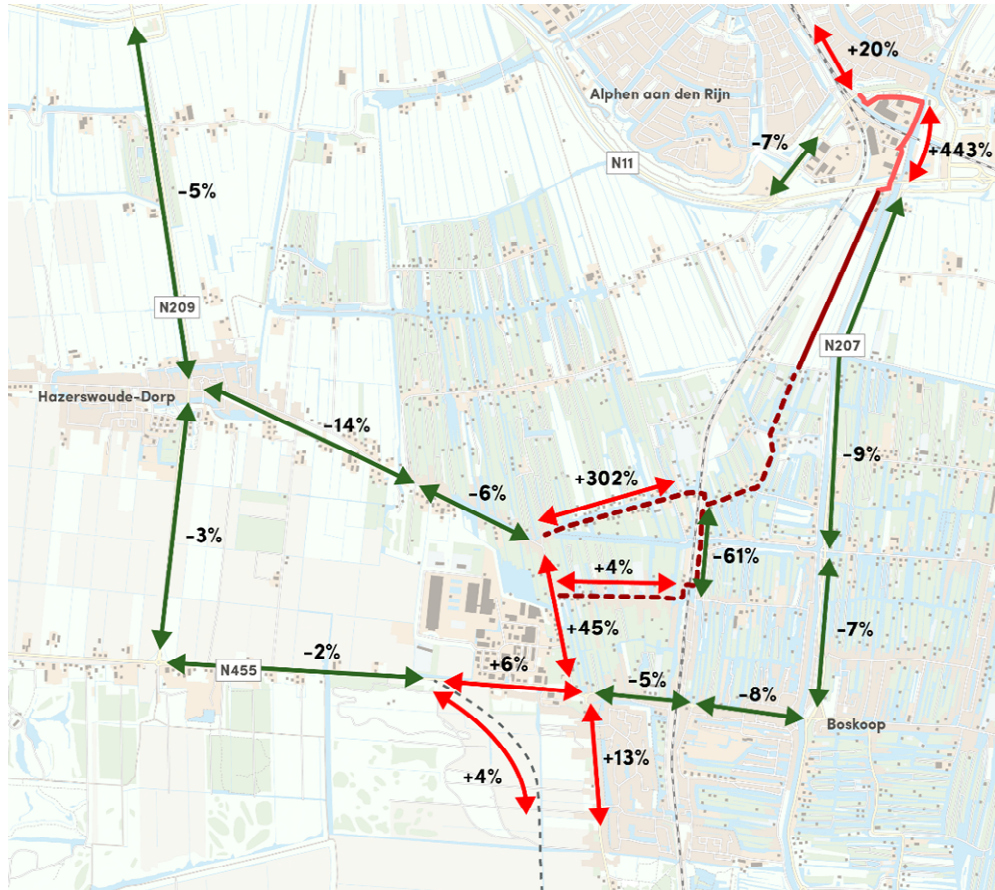 +20%
Alphen aan den Rijn
-7%
+443%
N11
-5%
N209
N207
Hazerswoude-Dorp
-14%
-9%
+302%
-6%
-3%
-61%
+4%
+45%
-7%
-2%
N455
+6%
-5%
-8%
Boskoop
+4%
+13%